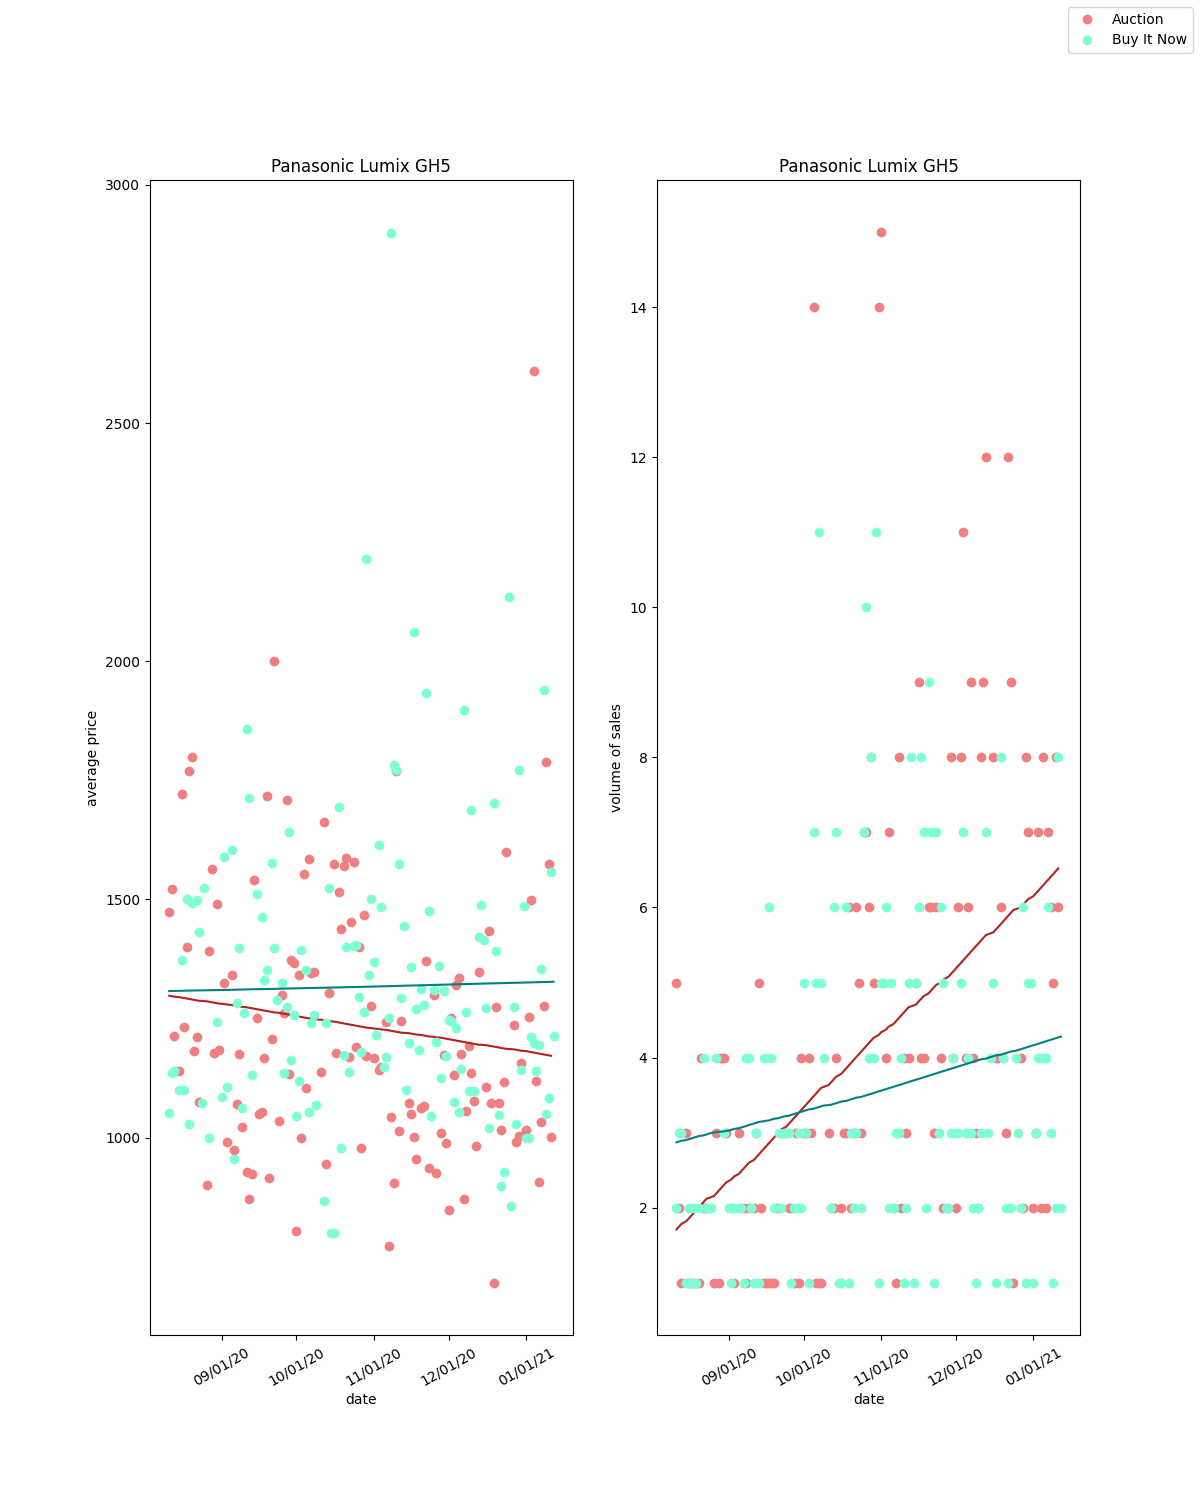 Auction
Buy It Now
Panasonic Lumix GH5
3000
2500
2000
1500
1000
average price
09/01/20
10/01/20
11/01/20
12/01/20
01/01/21
date
Panasonic Lumix GH5
14
12
10
8
6
4
2
volume of sales
09/01/20
10/01/20
11/01/20
12/01/20
01/01/21
date